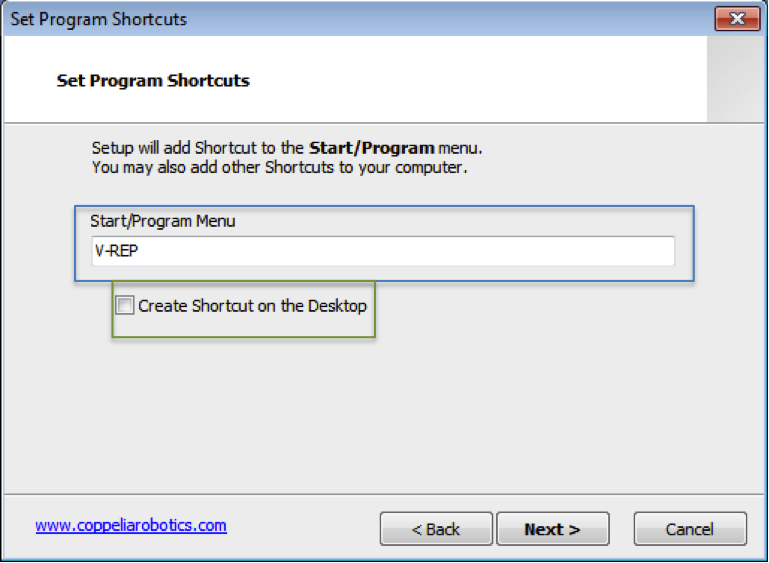 Set Program Shortcuts
Set Program Shortcuts
Setup will add Shortcut to the Start/Program menu.
You may also add other Shortcuts to your computer.
Start/Program Menu
V-REP
Create Shortcut on the Desktop
www.coppeliarobotics.com
< Back
Next >
Cancel